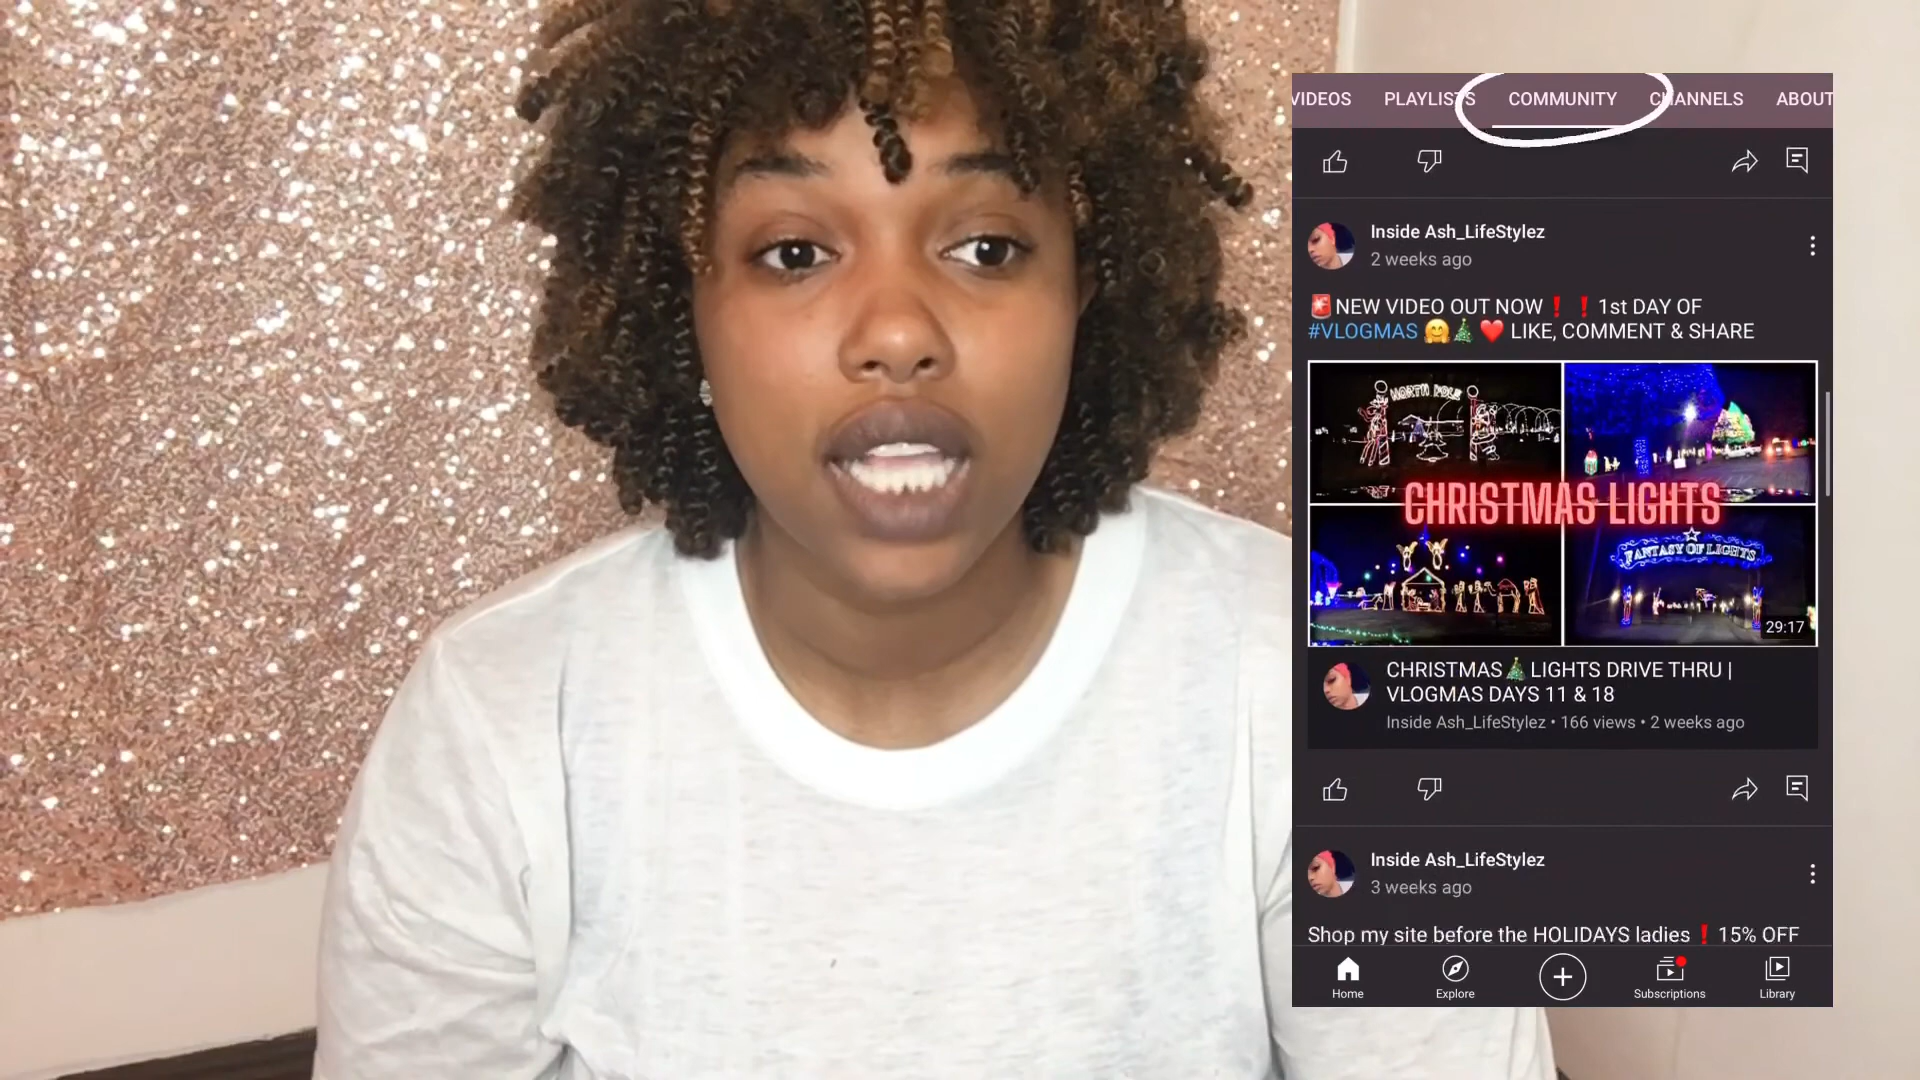 VIDEOS PLAYLISTS COMMUNITY CHANNELS ABOUT
Inside Ash_LifeStylez
2 weeks ago
🚨NEW VIDEO OUT NOW❗❗1st DAY OF
#VLOGMAS 🤗🎄❤️ LIKE, COMMENT & SHARE
NORTH POLE
CHRISTMAS LIGHTS
FANTASY OF LIGHTS
29:17
CHRISTMAS🎄LIGHTS DRIVE THRU |
VLOGMAS DAYS 11 & 18
Inside Ash_LifeStylez • 166 views • 2 weeks ago
Inside Ash_LifeStylez
3 weeks ago
Shop my site before the HOLIDAYS ladies❗15% OFF
Home Explore Subscriptions Library